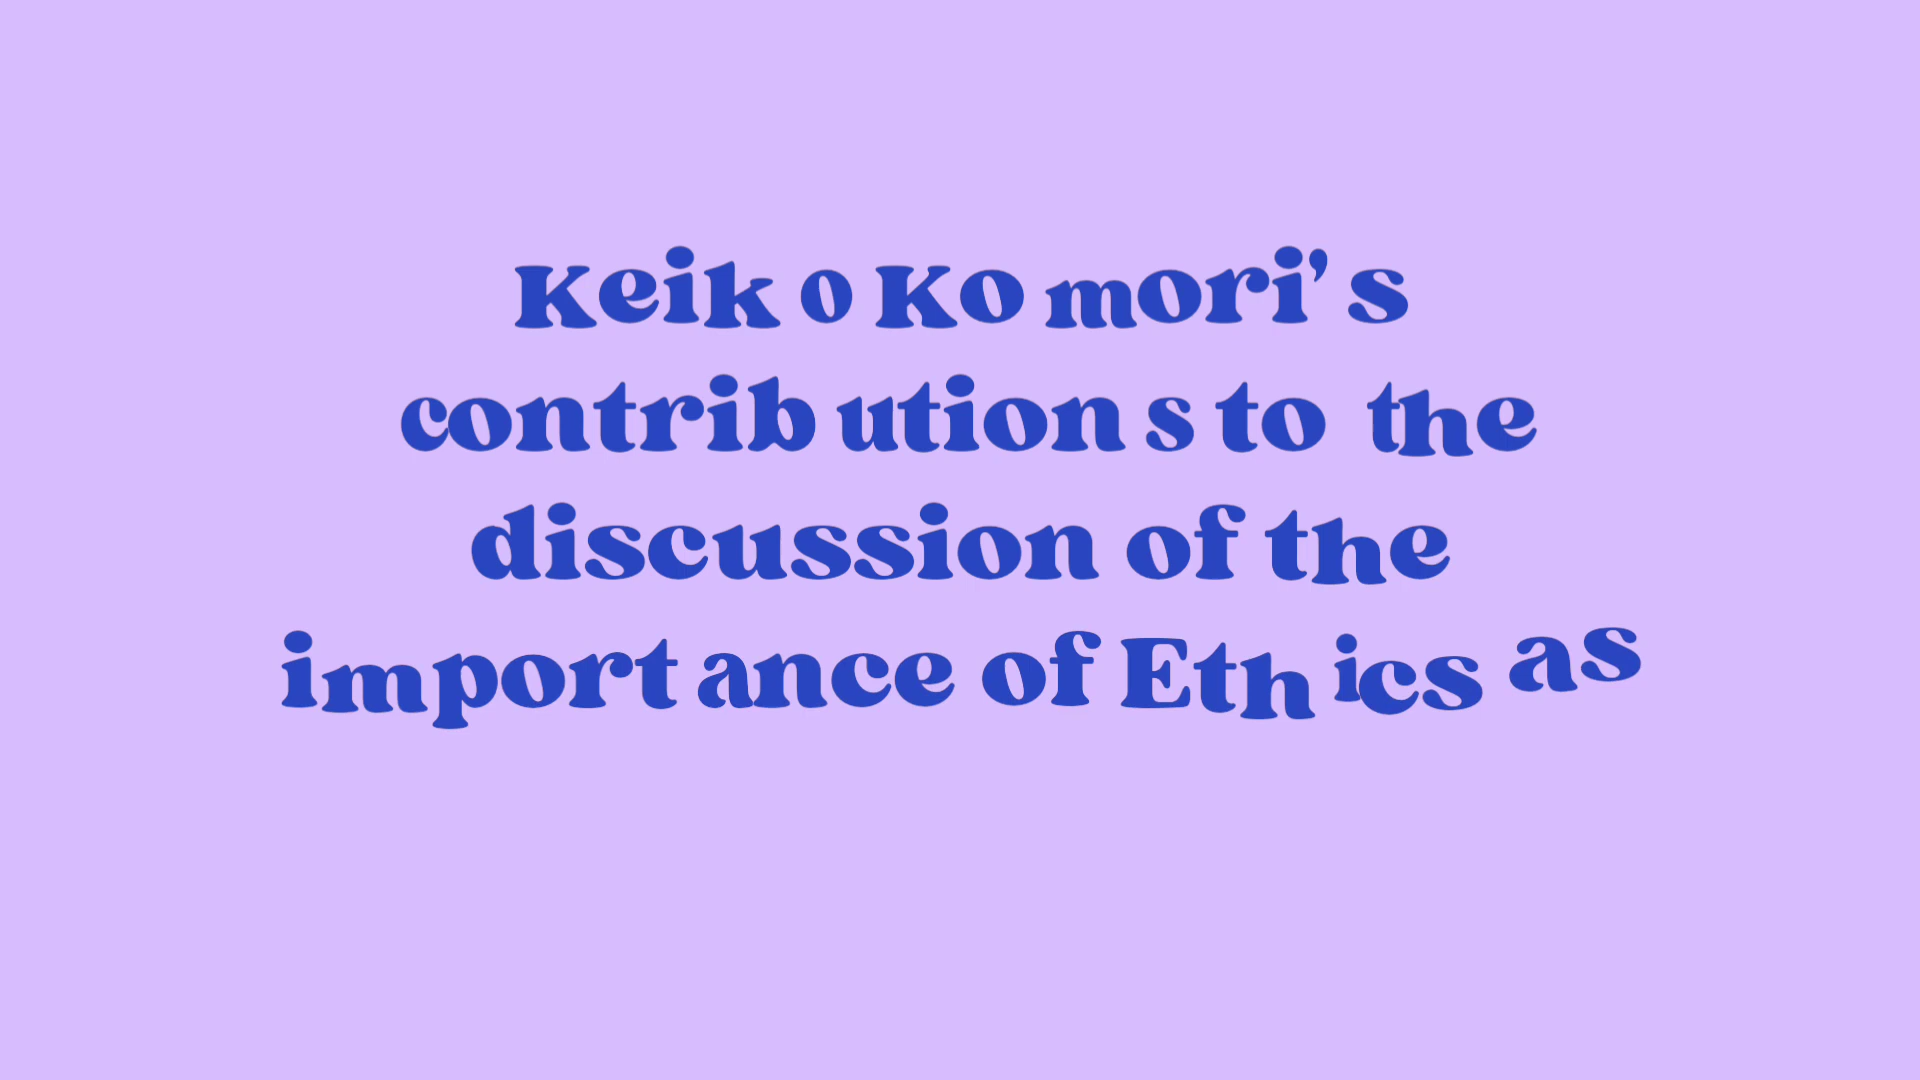 Keiko Komori’s
contributions to the
discussion of the
importance of Ethics as